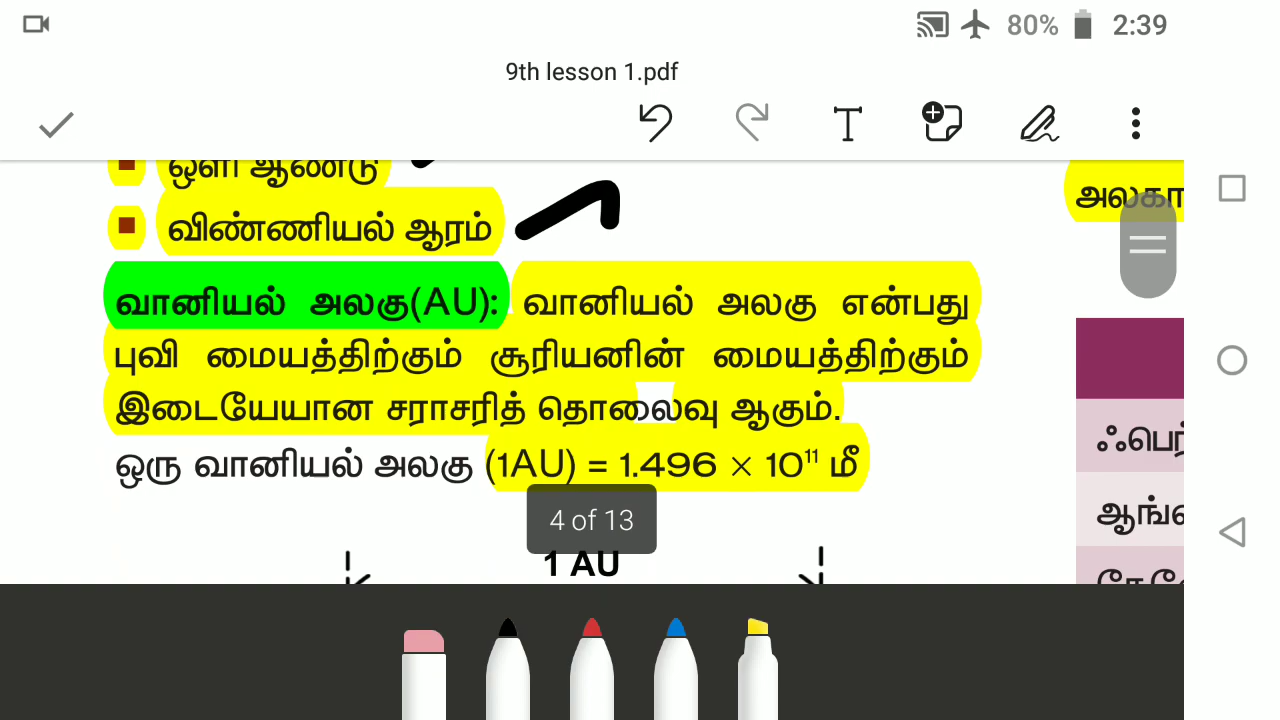 80% 2:39
9th lesson 1.pdf
ஒளி ஆண்டு
விண்ணியல் ஆரம்
வானியல் அலகு(AU): வானியல் அலகு என்பது
புவி மையத்திற்கும் சூரியனின் மையத்திற்கும்
இடையேயான சராசரித் தொலைவு ஆகும்.
ஒரு வானியல் அலகு (1AU) = 1.496 × 10¹¹ மீ
4 of 13
1 AU